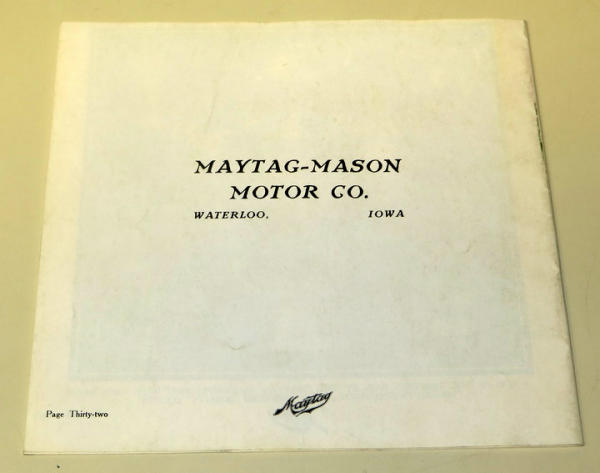 MAYTAG-MASON
MOTOR CO.
WATERLOO, IOWA
Maytag
Page Thirty-two